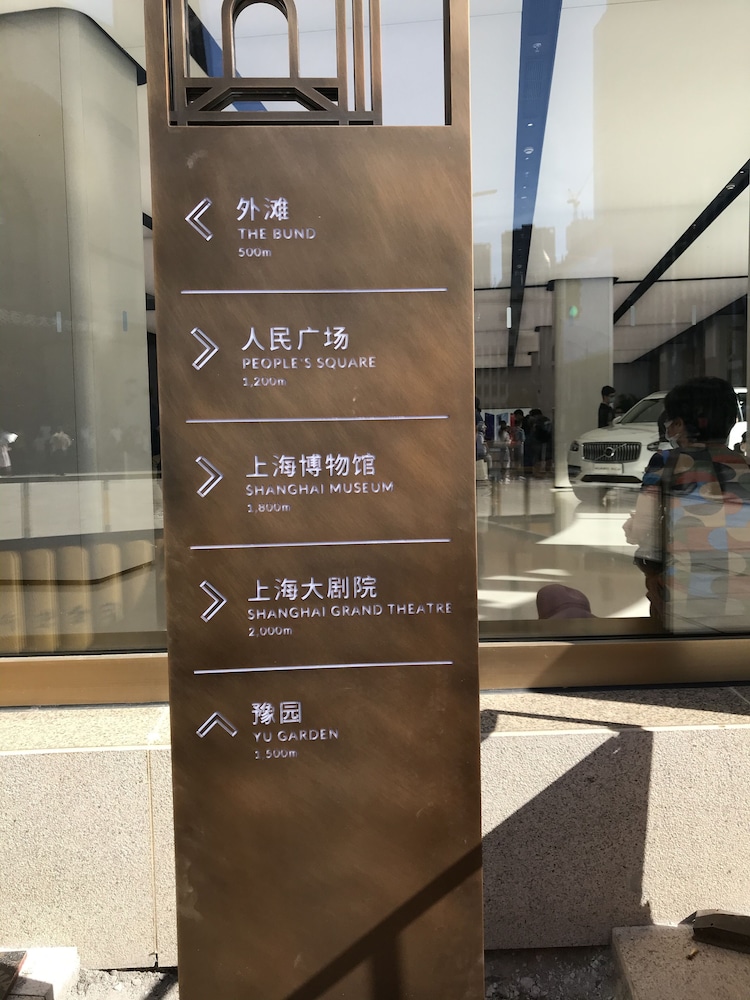 外滩
THE BUND
500m
人民广场
PEOPLE'S SQUARE
1,200m
上海博物馆
SHANGHAI MUSEUM
1,800m
上海大剧院
SHANGHAI GRAND THEATRE
2,000m
豫园
YU GARDEN
1,500m